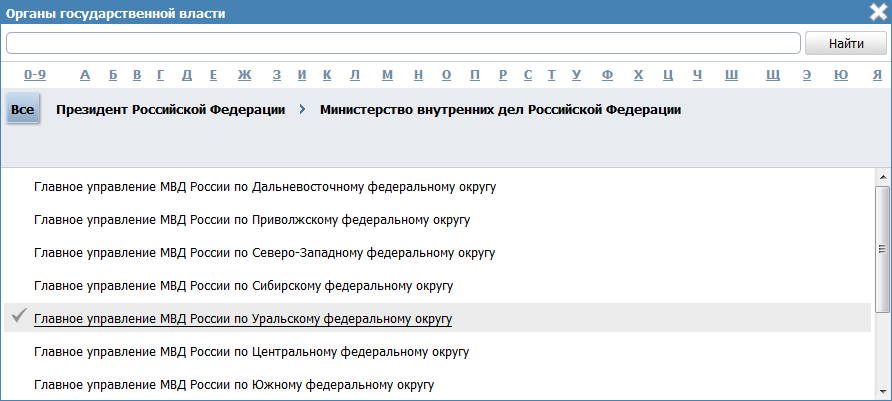 Органы государственной власти
Найти
0-9 А Б В Г Д Е Ж З И К Л М Н О П Р С Т У Ф Х Ц Ч Ш Щ Э Ю Я
Все Президент Российской Федерации Министерство внутренних дел Российской Федерации
Главное управление МВД России по Дальневосточному федеральному округу
Главное управление МВД России по Приволжскому федеральному округу
Главное управление МВД России по Северо-Западному федеральному округу
Главное управление МВД России по Сибирскому федеральному округу
Главное управление МВД России по Уральскому федеральному округу
Главное управление МВД России по Центральному федеральному округу
Главное управление МВД России по Южному федеральному округу